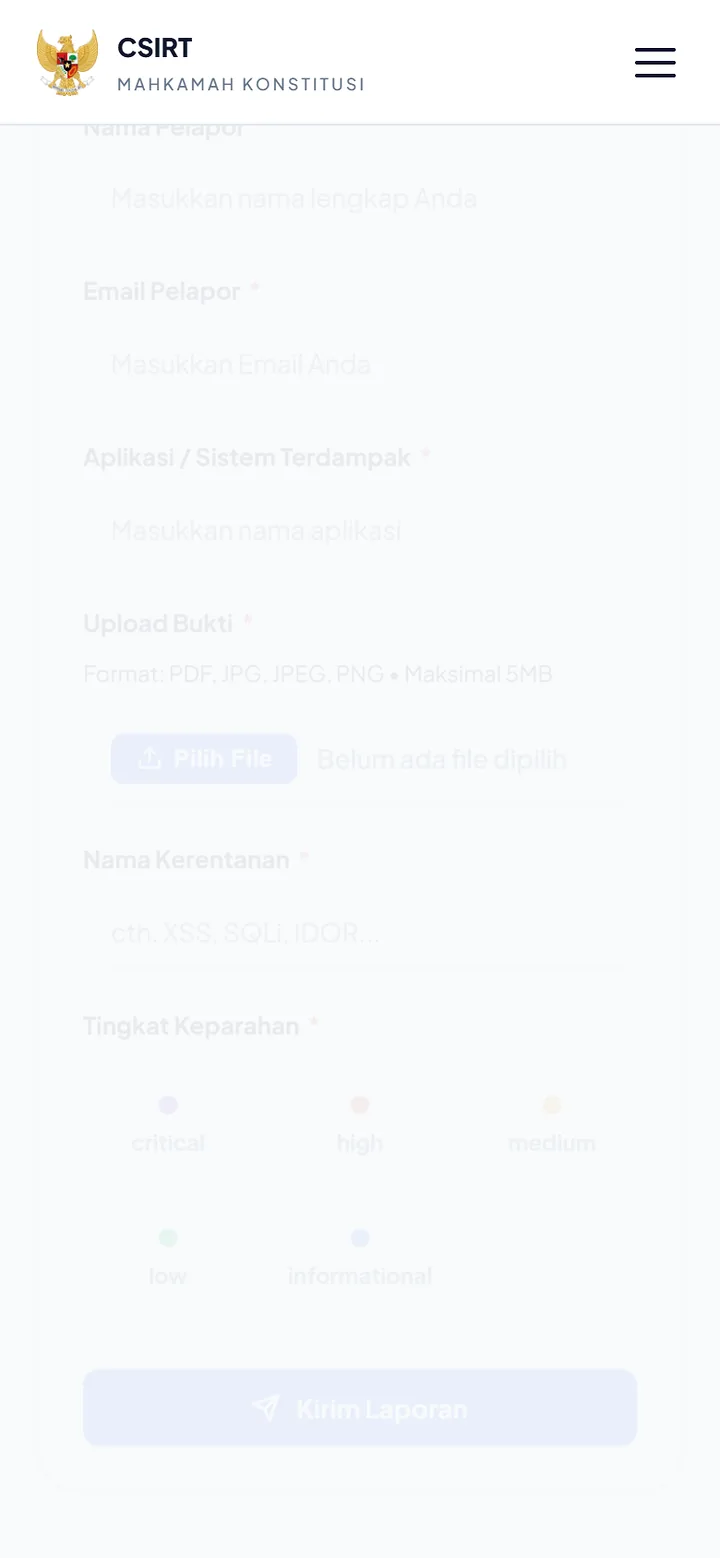 CSIRT
MAHKAMAH KONSTITUSI
Nama Pelapor
Masukkan nama lengkap Anda
Email Pelapor *
Masukkan Email Anda
Aplikasi / Sistem Terdampak *
Masukkan nama aplikasi
Upload Bukti *
Format: PDF, JPG, JPEG, PNG • Maksimal 5MB
Pilih File Belum ada file dipilih
Nama Kerentanan *
cth. XSS, SQLi, IDOR...
Tingkat Keparahan *
critical high medium
low informational
Kirim Laporan